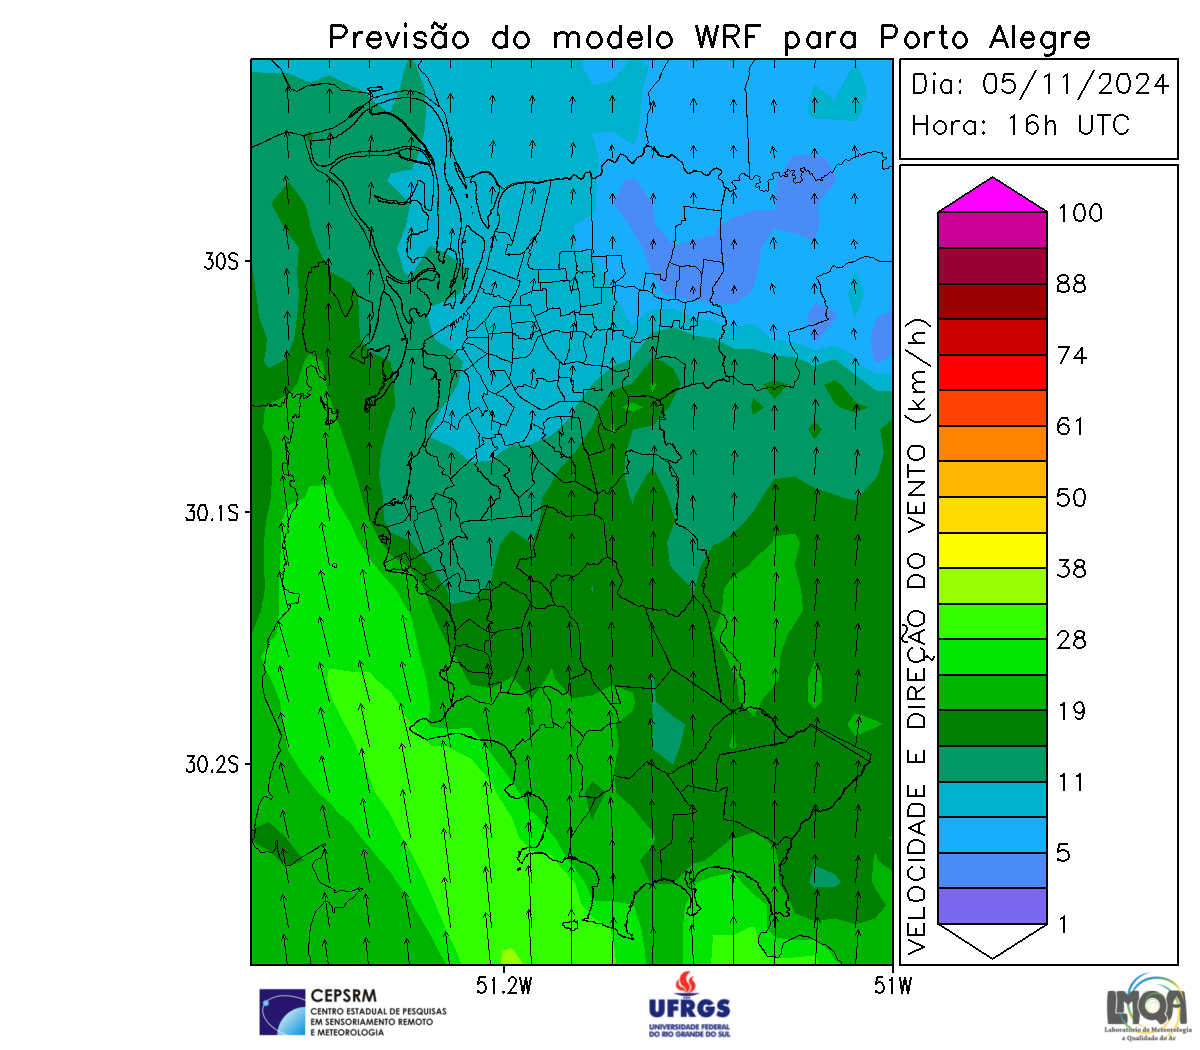 Previsão do modelo WRF para Porto Alegre
Dia: 05/11/2024
Hora: 16h UTC
30S
30.1S
30.2S
51.2W
51W
VELOCIDADE E DIREÇÃO DO VENTO (km/h)
100
88
74
61
50
38
28
19
11
5
1
CEPSRM
CENTRO ESTADUAL DE PESQUISAS
EM SENSORIAMENTO REMOTO
E METEOROLOGIA
UFRGS
UNIVERSIDADE FEDERAL
DO RIO GRANDE DO SUL
LMQA
Laboratório de Meteorologia
e Qualidade do Ar